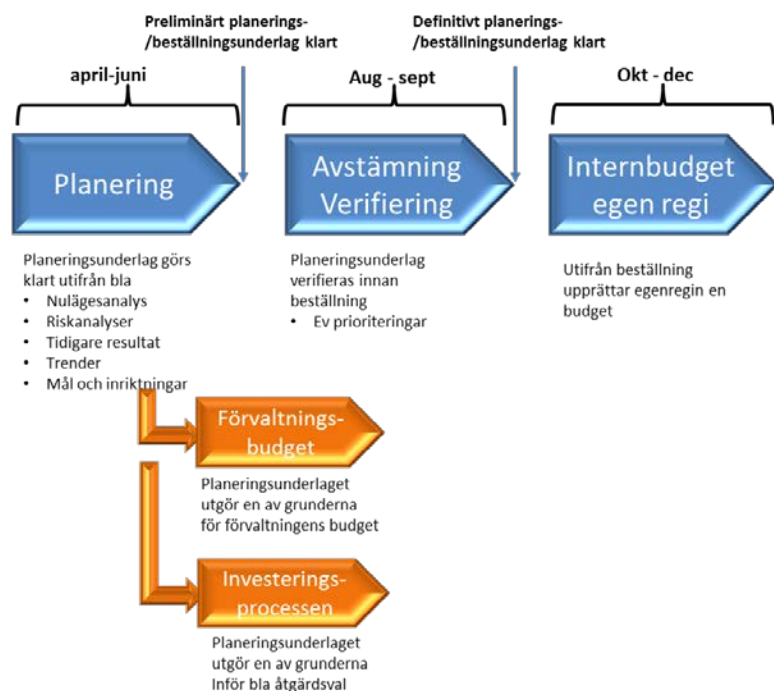 Preliminärt planerings-
/beställningsunderlag klart
Definitivt planerings-
/beställningsunderlag klart
april-juni
Aug - sept
Okt - dec
Planering
Avstämning
Verifiering
Internbudget
egen regi
Planeringsunderlag görs
klart utifrån bla
• Nulägesanalys
• Riskanalyser
• Tidigare resultat
• Trender
• Mål och inriktningar
Planeringsunderlag
verifieras innan
beställning
• Ev prioriteringar
Utifrån beställning
upprättar egenregin en
budget
Förvaltnings-
budget
Planeringsunderlaget
utgör en av grunderna
för förvaltningens budget
Investerings-
processen
Planeringsunderlaget
utgör en av grunderna
Inför bla åtgärdsval